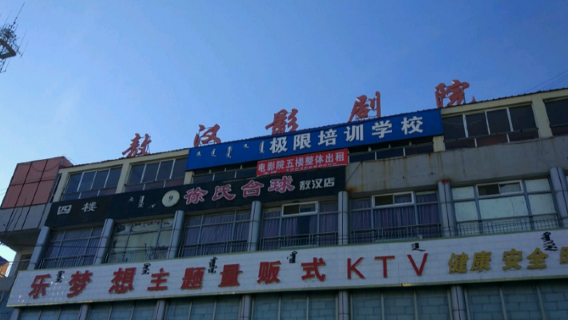 敖汉影剧院
极限培训学校
电影院五楼整体出租
四楼 徐氏台球 敖汉店
乐梦想主题量贩式KTV 健康安全